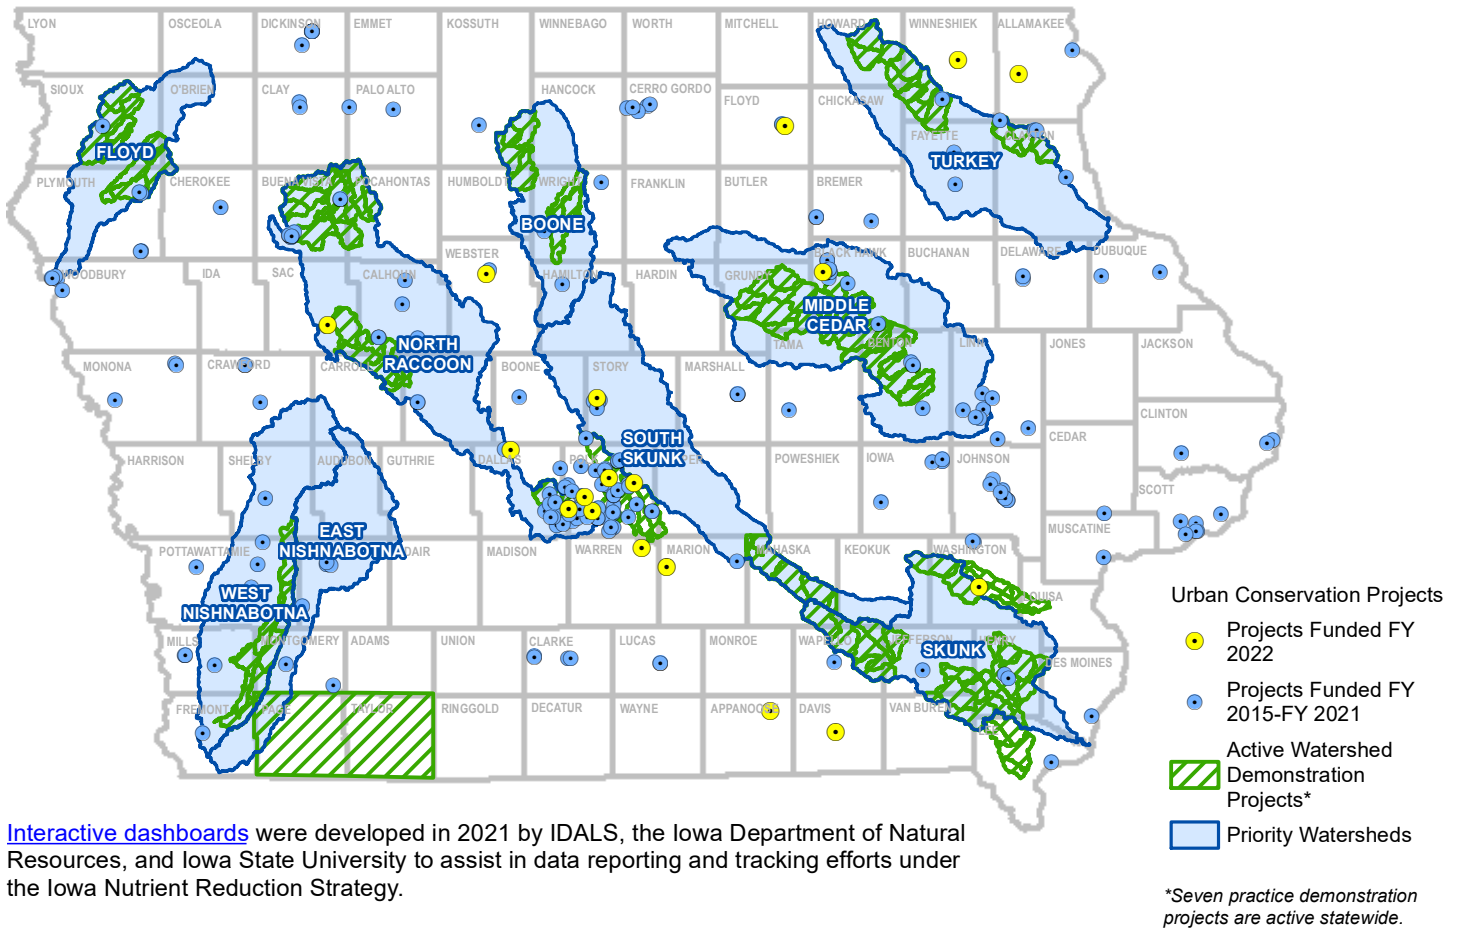 LYON
OSCEOLA
DICKINSON
EMMET
KOSSUTH
WINNEBAGO
WORTH
MITCHELL
HOWARD
WINNESHIEK
ALLAMAKEE
SIOUX
O'BRIEN
CLAY
PALO ALTO
HANCOCK
CERRO GORDO
FLOYD
CHICKASAW
FAYETTE
CLAYTON
FLOYD
TURKEY
PLYMOUTH
CHEROKEE
BUENA VISTA
POCAHONTAS
HUMBOLDT
WRIGHT
FRANKLIN
BUTLER
BREMER
BOONE
WOODBURY
IDA
SAC
CALHOUN
WEBSTER
HAMILTON
HARDIN
GRUNDY
BLACK HAWK
BUCHANAN
DELAWARE
DUBUQUE
MIDDLE
CEDAR
NORTH
RACCOON
MONONA
CRAWFORD
CARROLL
BOONE
STORY
MARSHALL
TAMA
BENTON
LINN
JONES
JACKSON
CLINTON
CEDAR
SOUTH
SKUNK
HARRISON
SHELBY
AUDUBON
GUTHRIE
DALLAS
POLK
POWESHIEK
IOWA
JOHNSON
SCOTT
MUSCATINE
EAST
NISHNABOTNA
POTTAWATTAMIE
MADISON
WARREN
MARION
MAHASKA
KEOKUK
WASHINGTON
LOUISA
WEST
NISHNABOTNA
MILLS
MONTGOMERY
ADAMS
UNION
CLARKE
LUCAS
MONROE
WAPELLO
JEFFERSON
HENRY
DES MOINES
SKUNK
FREMONT
PAGE
TAYLOR
RINGGOLD
DECATUR
WAYNE
APPANOOSE
DAVIS
VAN BUREN
LEE
Urban Conservation Projects
Projects Funded FY
2022
Projects Funded FY
2015-FY 2021
Active Watershed
Demonstration
Projects*
Priority Watersheds
*Seven practice demonstration
projects are active statewide.
Interactive dashboards were developed in 2021 by IDALS, the Iowa Department of Natural
Resources, and Iowa State University to assist in data reporting and tracking efforts under
the Iowa Nutrient Reduction Strategy.